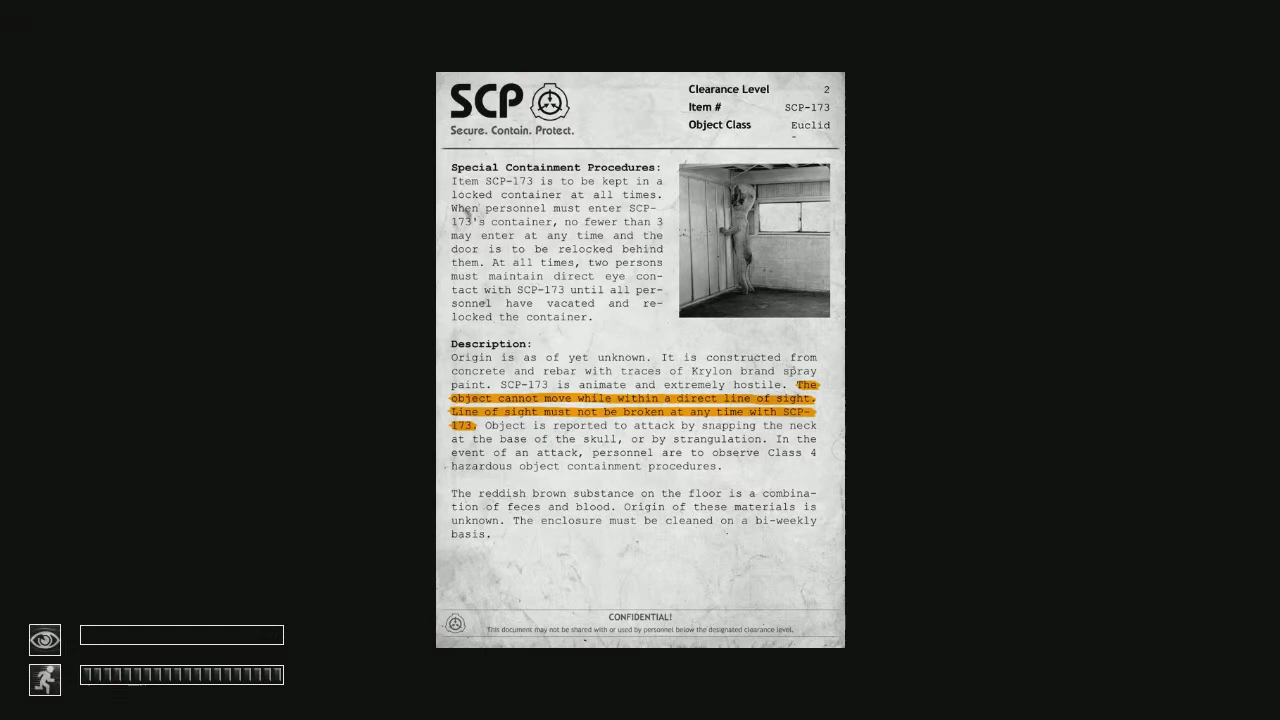 SCP
Secure. Contain. Protect.
Clearance Level 2
Item # SCP-173
Object Class Euclid
Special Containment Procedures:
Item SCP-173 is to be kept in a
locked container at all times.
When personnel must enter SCP-
173's container, no fewer than 3
may enter at any time and the
door is to be relocked behind
them. At all times, two persons
must maintain direct eye con-
tact with SCP-173 until all per-
sonnel have vacated and re-
locked the container.
Description:
Origin is as of yet unknown. It is constructed from
concrete and rebar with traces of Krylon brand spray
paint. SCP-173 is animate and extremely hostile. The
object cannot move while within a direct line of sight.
Line of sight must not be broken at any time with SCP-
173. Object is reported to attack by snapping the neck
at the base of the skull, or by strangulation. In the
event of an attack, personnel are to observe Class 4
hazardous object containment procedures.
The reddish brown substance on the floor is a combina-
tion of feces and blood. Origin of these materials is
unknown. The enclosure must be cleaned on a bi-weekly
basis.
CONFIDENTIAL!
This document may not be shared with or used by personnel below the designated clearance level.